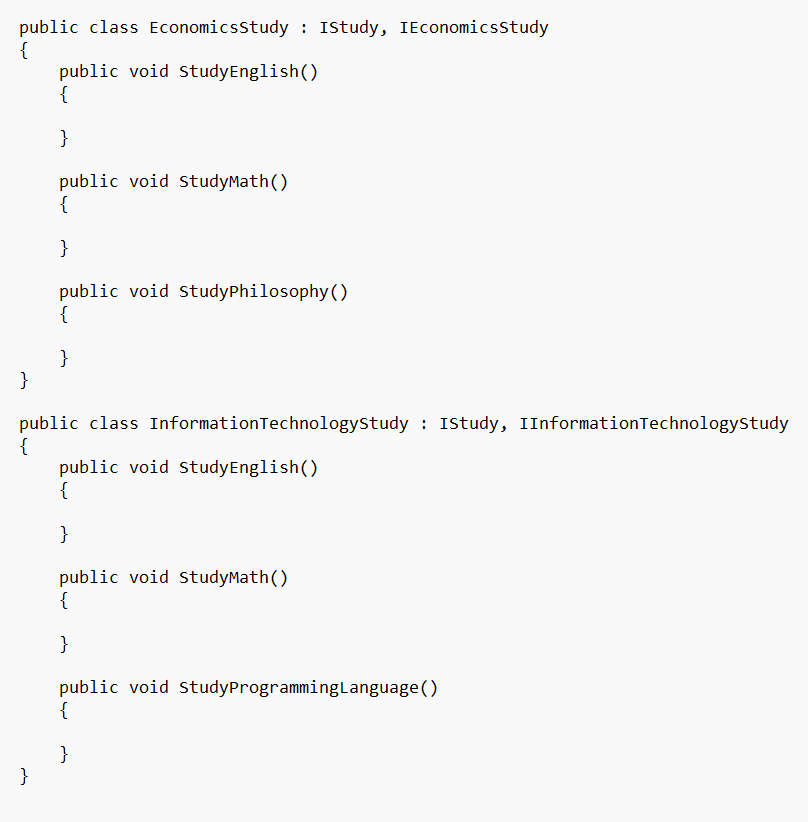 public class EconomicsStudy : IStudy, IEconomicsStudy
{
    public void StudyEnglish()
    {

    }

    public void StudyMath()
    {

    }

    public void StudyPhilosophy()
    {

    }
}

public class InformationTechnologyStudy : IStudy, IInformationTechnologyStudy
{
    public void StudyEnglish()
    {

    }

    public void StudyMath()
    {

    }

    public void StudyProgrammingLanguage()
    {

    }
}